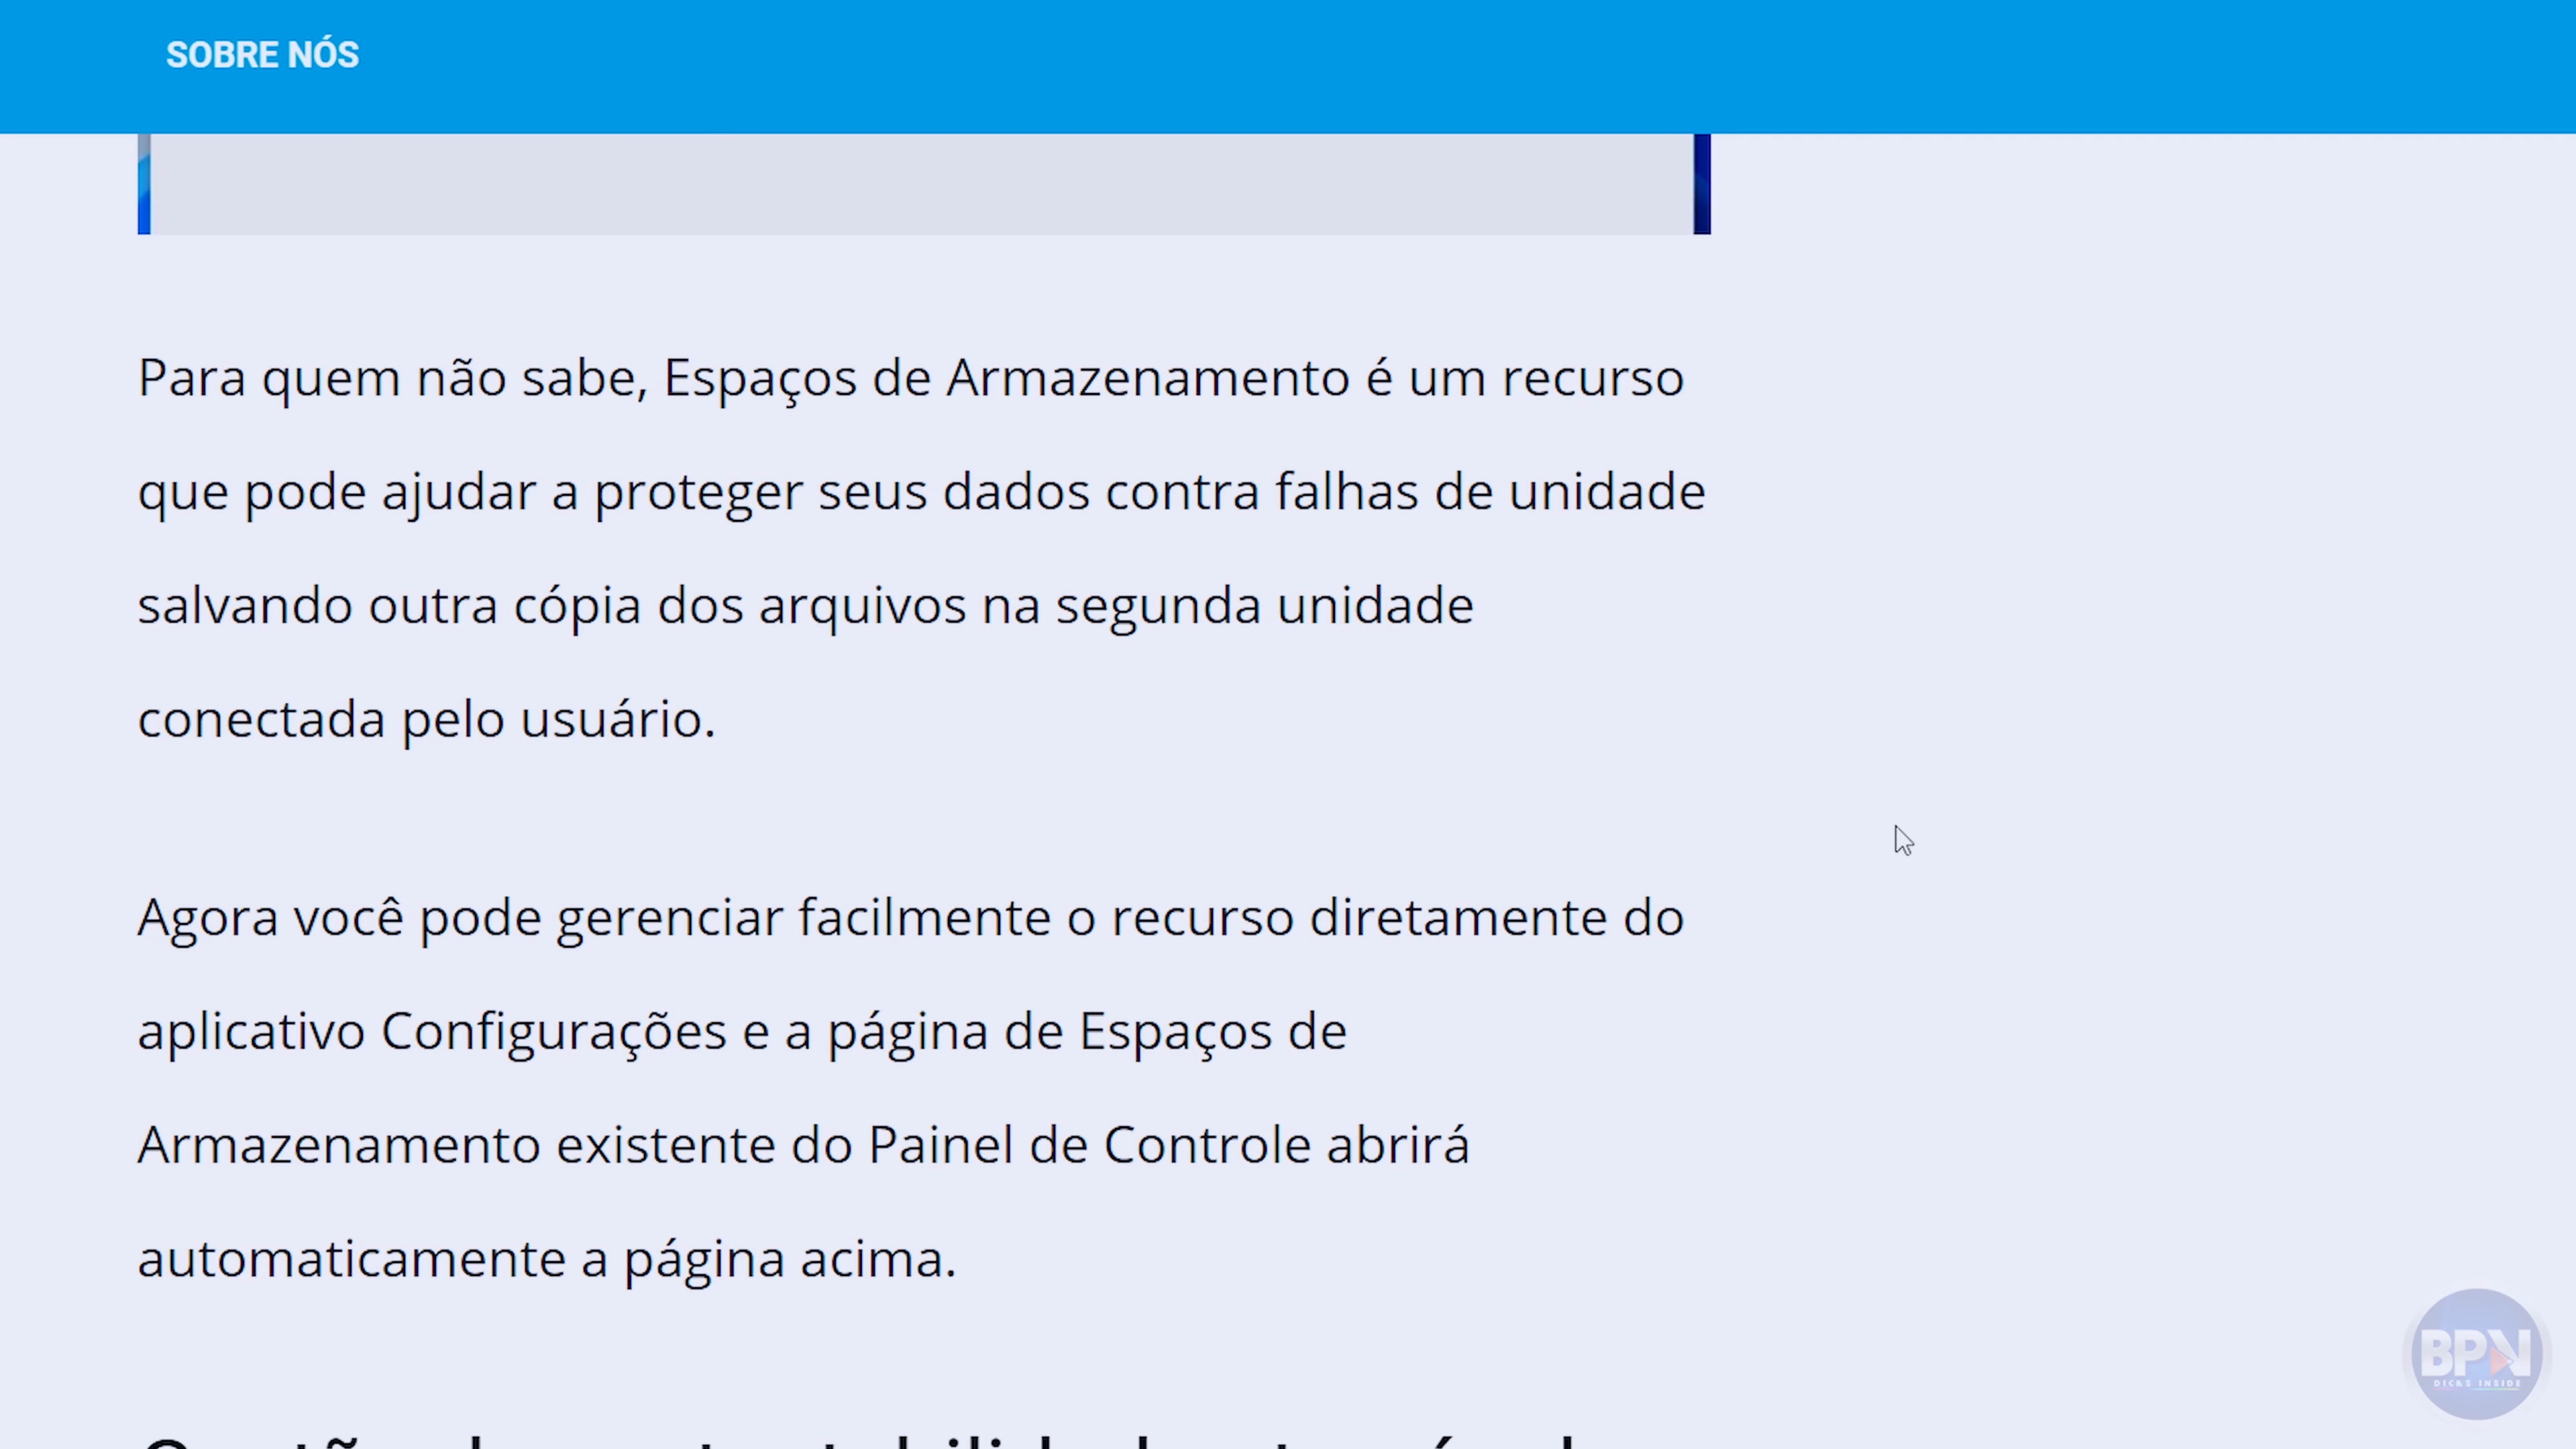 SOBRE NÓS
Para quem não sabe, Espaços de Armazenamento é um recurso
que pode ajudar a proteger seus dados contra falhas de unidade
salvando outra cópia dos arquivos na segunda unidade
conectada pelo usuário.
Agora você pode gerenciar facilmente o recurso diretamente do
aplicativo Configurações e a página de Espaços de
Armazenamento existente do Painel de Controle abrirá
automaticamente a página acima.
BPN
DICAS INSIDE